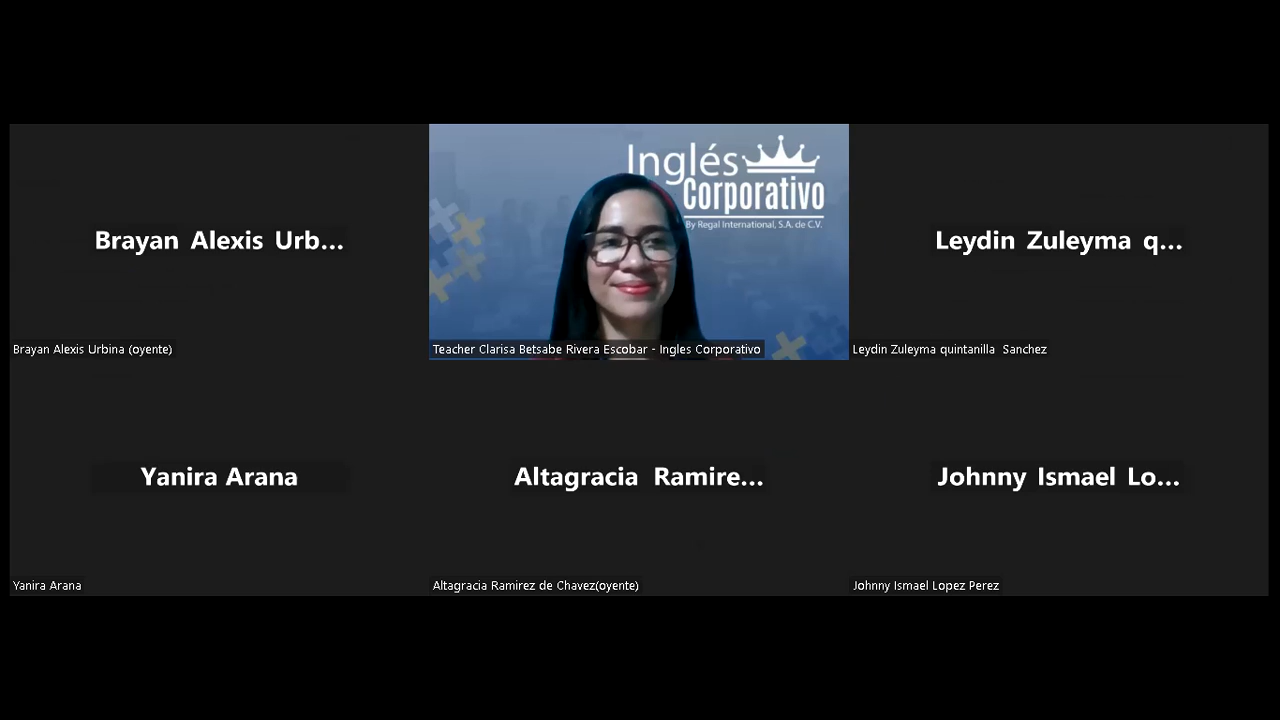 Brayan Alexis Urb...
Brayan Alexis Urbina (oyente)
Inglés
Corporativo
By Regal International, S.A. de C.V.
Teacher Clarisa Betsabe Rivera Escobar - Ingles Corporativo
Leydin Zuleyma q...
Leydin Zuleyma quintanilla Sanchez
Yanira Arana
Yanira Arana
Altagracia Ramire...
Altagracia Ramirez de Chavez(oyente)
Johnny Ismael Lo...
Johnny Ismael Lopez Perez